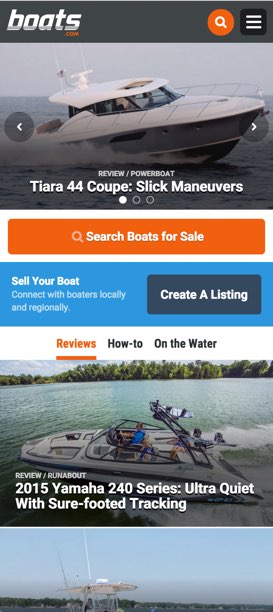 boats
.COM
REVIEW / POWERBOAT
Tiara 44 Coupe: Slick Maneuvers
Search Boats for Sale
Sell Your Boat
Connect with boaters locally
and regionally.
Create A Listing
Reviews How-to On the Water
REVIEW / RUNABOUT
2015 Yamaha 240 Series: Ultra Quiet
With Sure-footed Tracking